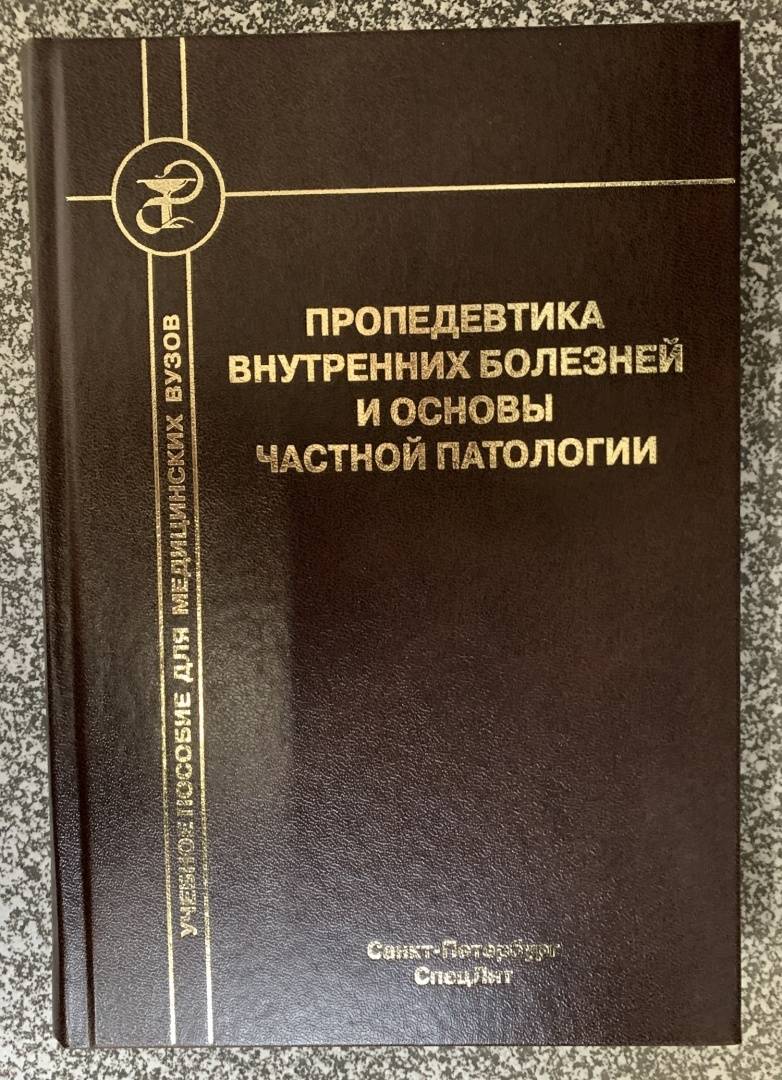 ПРОПЕДЕВТИКА
ВНУТРЕННИХ БОЛЕЗНЕЙ
И ОСНОВЫ
ЧАСТНОЙ ПАТОЛОГИИ
УЧЕБНОЕ ПОСОБИЕ ДЛЯ МЕДИЦИНСКИХ ВУЗОВ
Санкт-Петербург
СпецЛит